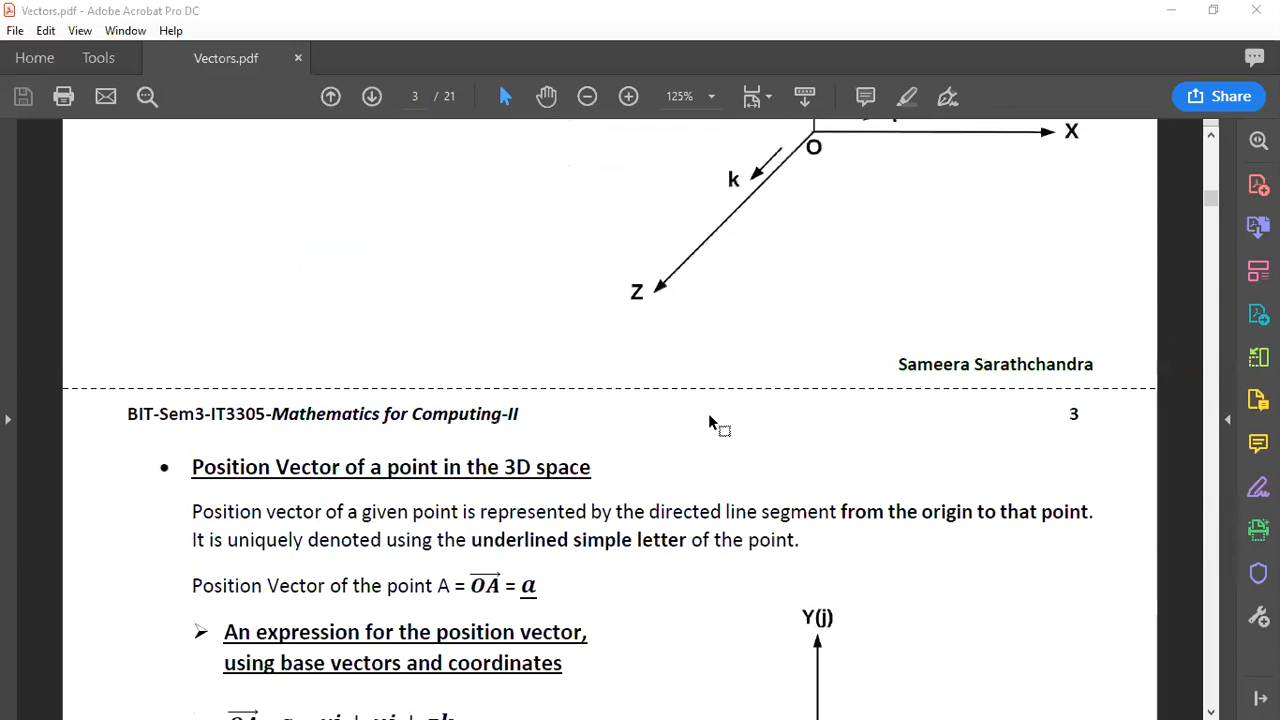 Vectors.pdf - Adobe Acrobat Pro DC
File Edit View Window Help
Home Tools Vectors.pdf ×
3 / 21 125% Share
X
O
k
Z
Sameera Sarathchandra
BIT-Sem3-IT3305-Mathematics for Computing-II 3
• Position Vector of a point in the 3D space
Position vector of a given point is represented by the directed line segment from the origin to that point.
It is uniquely denoted using the underlined simple letter of the point.
Position Vector of the point A = OA = a
Y(j)
An expression for the position vector,
using base vectors and coordinates